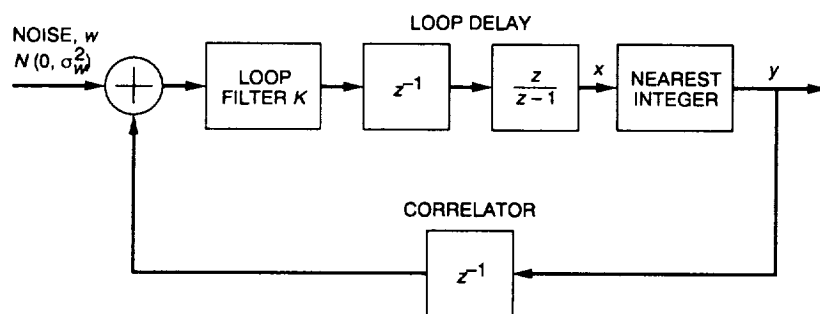 LOOP DELAY
NOISE, w
N (0, σ_w^2)
LOOP
FILTER K
z^{-1}
z
z – 1
x
NEAREST
INTEGER
y
CORRELATOR
z^{-1}